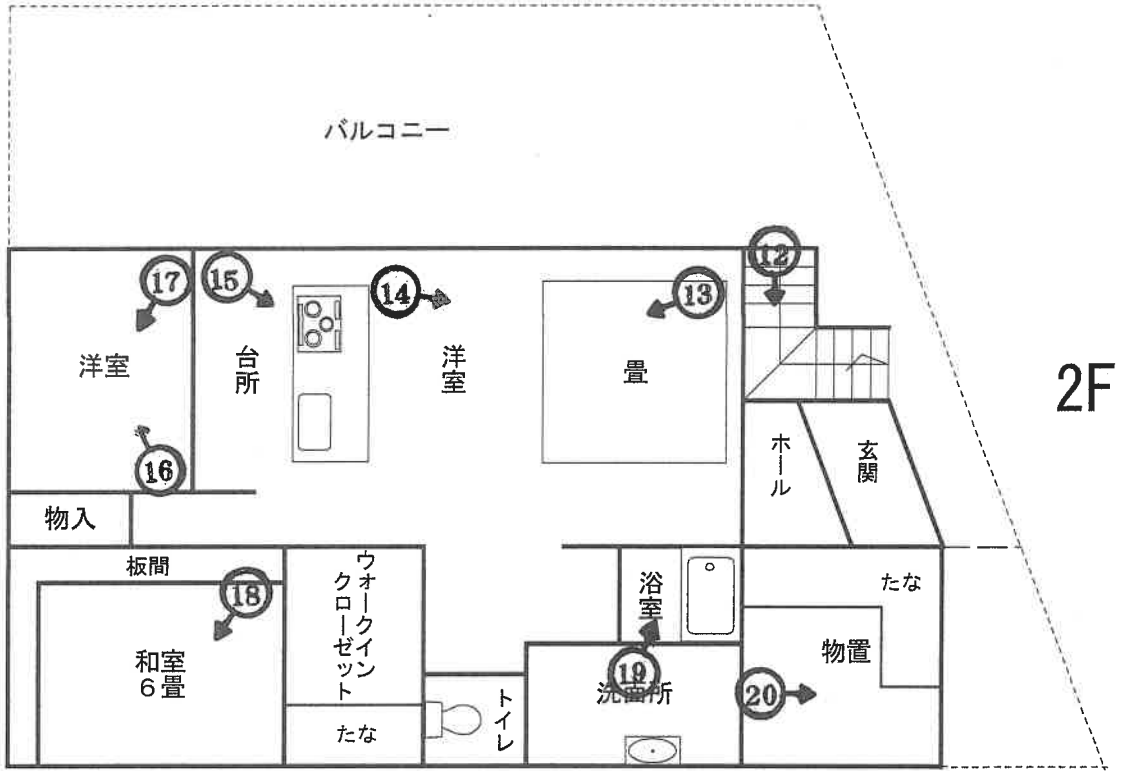 バルコニー
12
17
15
14
13
洋室
台所
洋室
畳
2F
16
ホール
玄関
物入
板間
ウオークイン
クローゼット
浴室
たな
18
和室
6畳
物置
19
洗面所
20
トイレ
たな